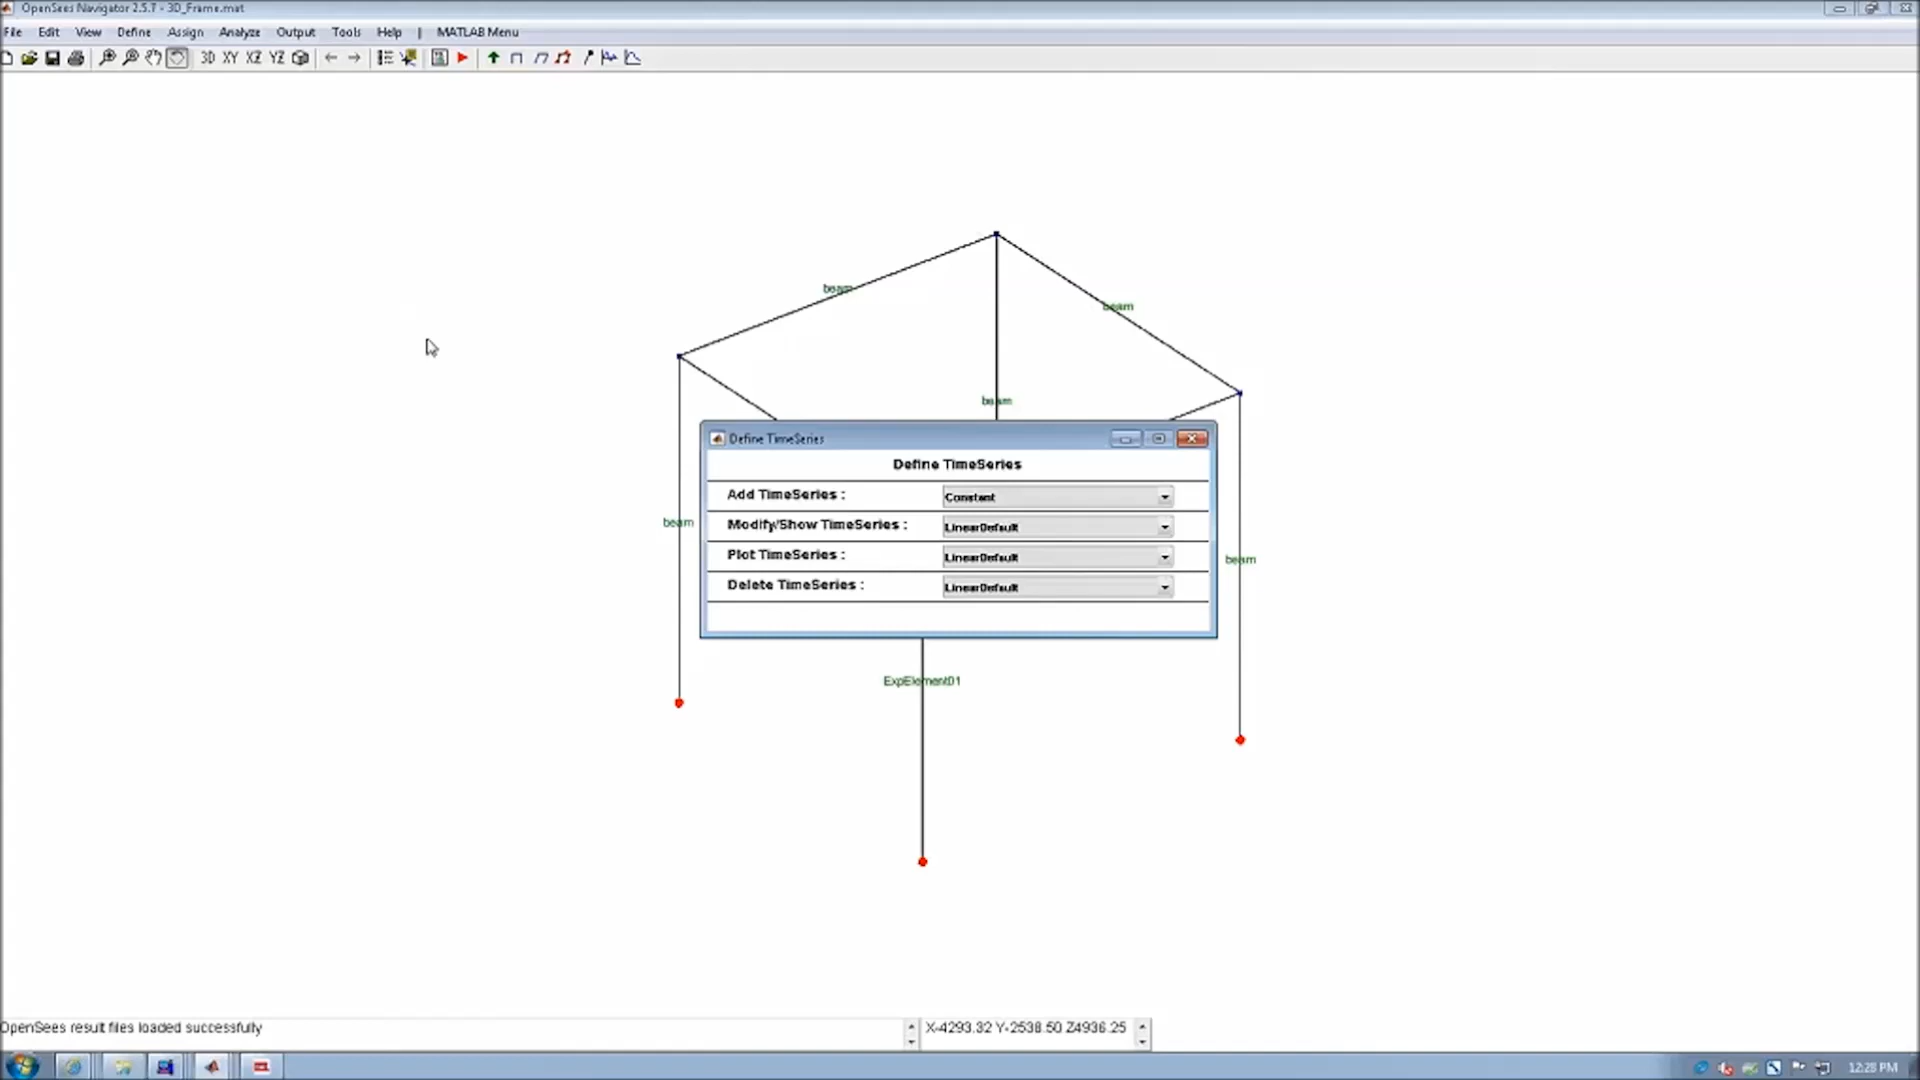 OpenSees Navigator 2.5.7 - 3D_Frame.mat
File Edit View Define Assign Analyze Output Tools Help | MATLAB Menu
3D XY XZ YZ
beam
beam
beam
Define TimeSeries
Define TimeSeries
Add TimeSeries : Constant
Modify/Show TimeSeries : LinearDefault
Plot TimeSeries : LinearDefault
Delete TimeSeries : LinearDefault
beam
beam
ExpElement01
OpenSees result files loaded successfully
X-4293.32 Y-2538.50 Z4936.25
12:28 PM